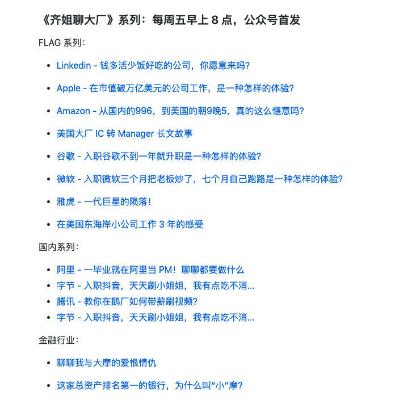 《齐姐聊大厂》系列：每周五早上 8 点，公众号首发
FLAG 系列：
Linkedin - 钱多活少饭好吃的公司，你愿意来吗？
Apple - 在市值破万亿美元的公司工作，是一种怎样的体验？
Amazon - 从国内的996，到美国的朝9晚5，真的这么惬意吗？
美国大厂 IC 转 Manager 长文故事
谷歌 - 入职谷歌不到一年就升职是一种怎样的体验？
微软 - 入职微软三个月把老板炒了，七个月自己跑路是一种怎样的体验！
雅虎 - 一代巨星的陨落！
在美国东海岸小公司工作 3 年的感受
国内系列：
阿里 - 一毕业就在阿里当 PM！聊聊都要做什么
字节 - 入职抖音，天天刷小姐姐，我有点吃不消...
腾讯 - 教你在鹅厂如何带薪刷视频？
字节 - 入职抖音，天天刷小姐姐，我有点吃不消...
金融行业：
聊聊我与大摩的爱恨情仇
这家总资产排名第一的银行，为什么叫“小”摩？